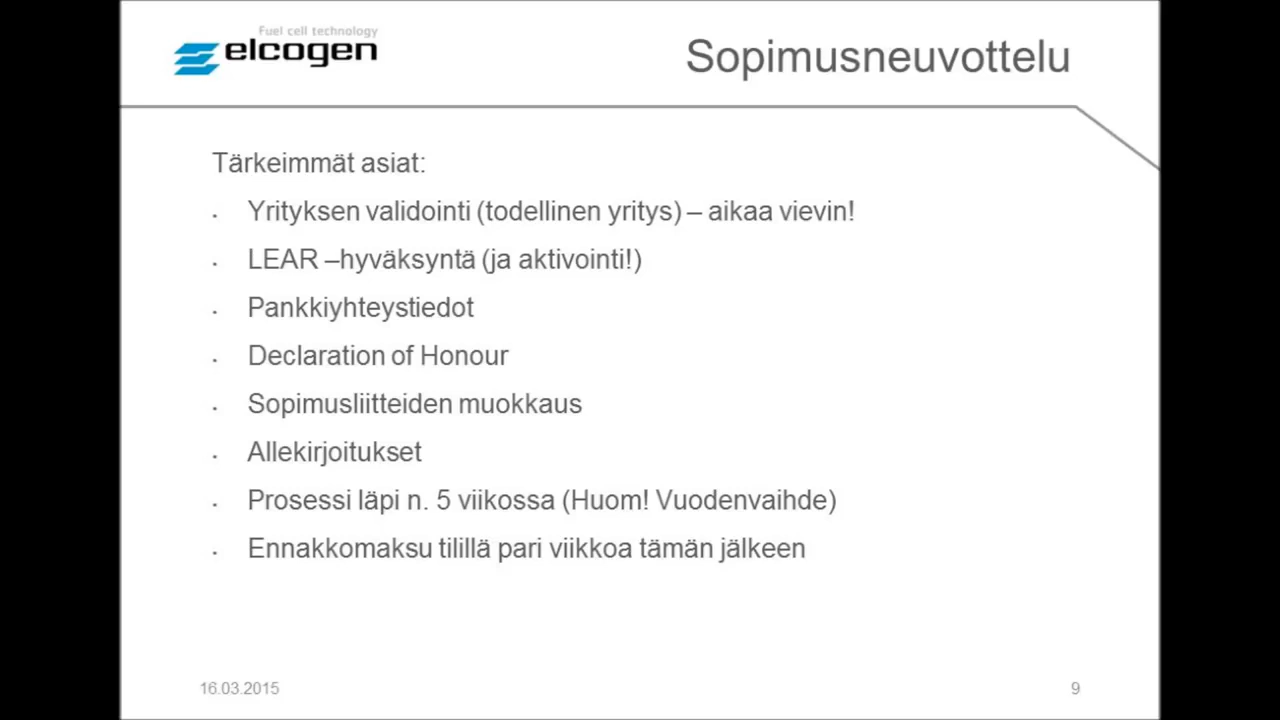 Fuel cell technology
elcogen
Sopimusneuvottelu
Tärkeimmät asiat:
. Yrityksen validointi (todellinen yritys) – aikaa vievin!
. LEAR –hyväksyntä (ja aktivointi!)
. Pankkiyhteystiedot
. Declaration of Honour
. Sopimusliitteiden muokkaus
. Allekirjoitukset
. Prosessi läpi n. 5 viikossa (Huom! Vuodenvaihde)
. Ennakkomaksu tilillä pari viikkoa tämän jälkeen
16.03.2015
9